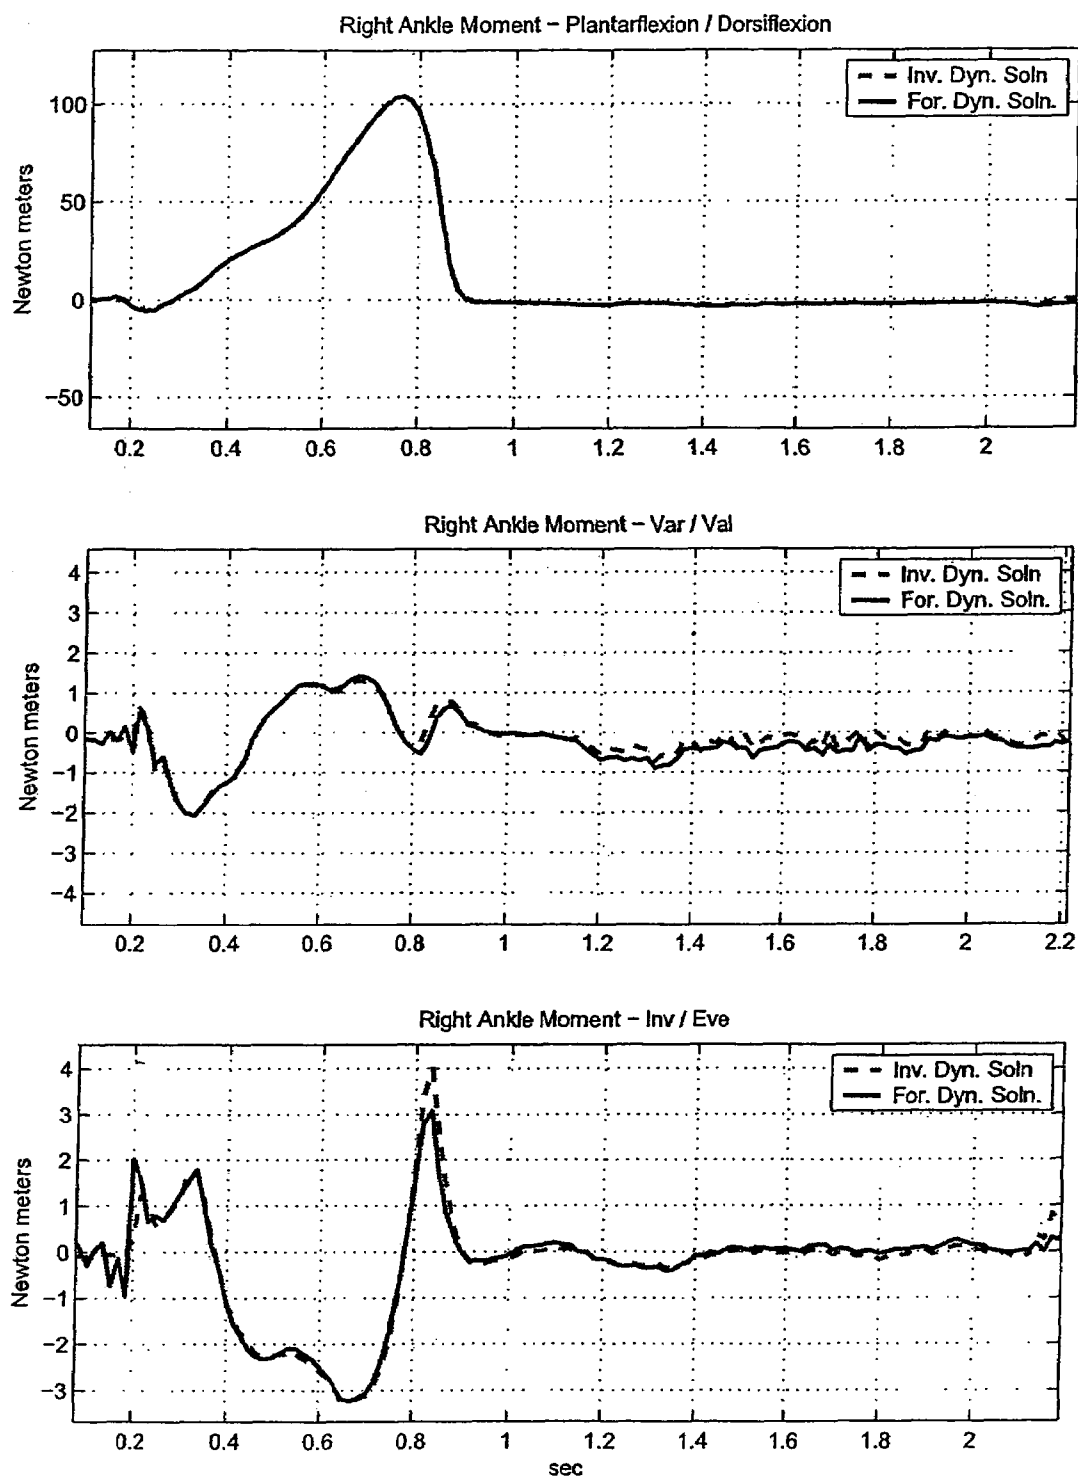 Right Ankle Moment – Plantarflexion / Dorsiflexion
Inv. Dyn. Soln
For. Dyn. Soln.
Newton meters
100
50
0
−50
0.2 0.4 0.6 0.8 1 1.2 1.4 1.6 1.8 2
Right Ankle Moment – Var / Val
Inv. Dyn. Soln
For. Dyn. Soln.
Newton meters
4
3
2
1
0
−1
−2
−3
−4
0.2 0.4 0.6 0.8 1 1.2 1.4 1.6 1.8 2 2.2
Right Ankle Moment – Inv / Eve
Inv. Dyn. Soln
For. Dyn. Soln.
Newton meters
4
3
2
1
0
−1
−2
−3
0.2 0.4 0.6 0.8 1 1.2 1.4 1.6 1.8 2
sec